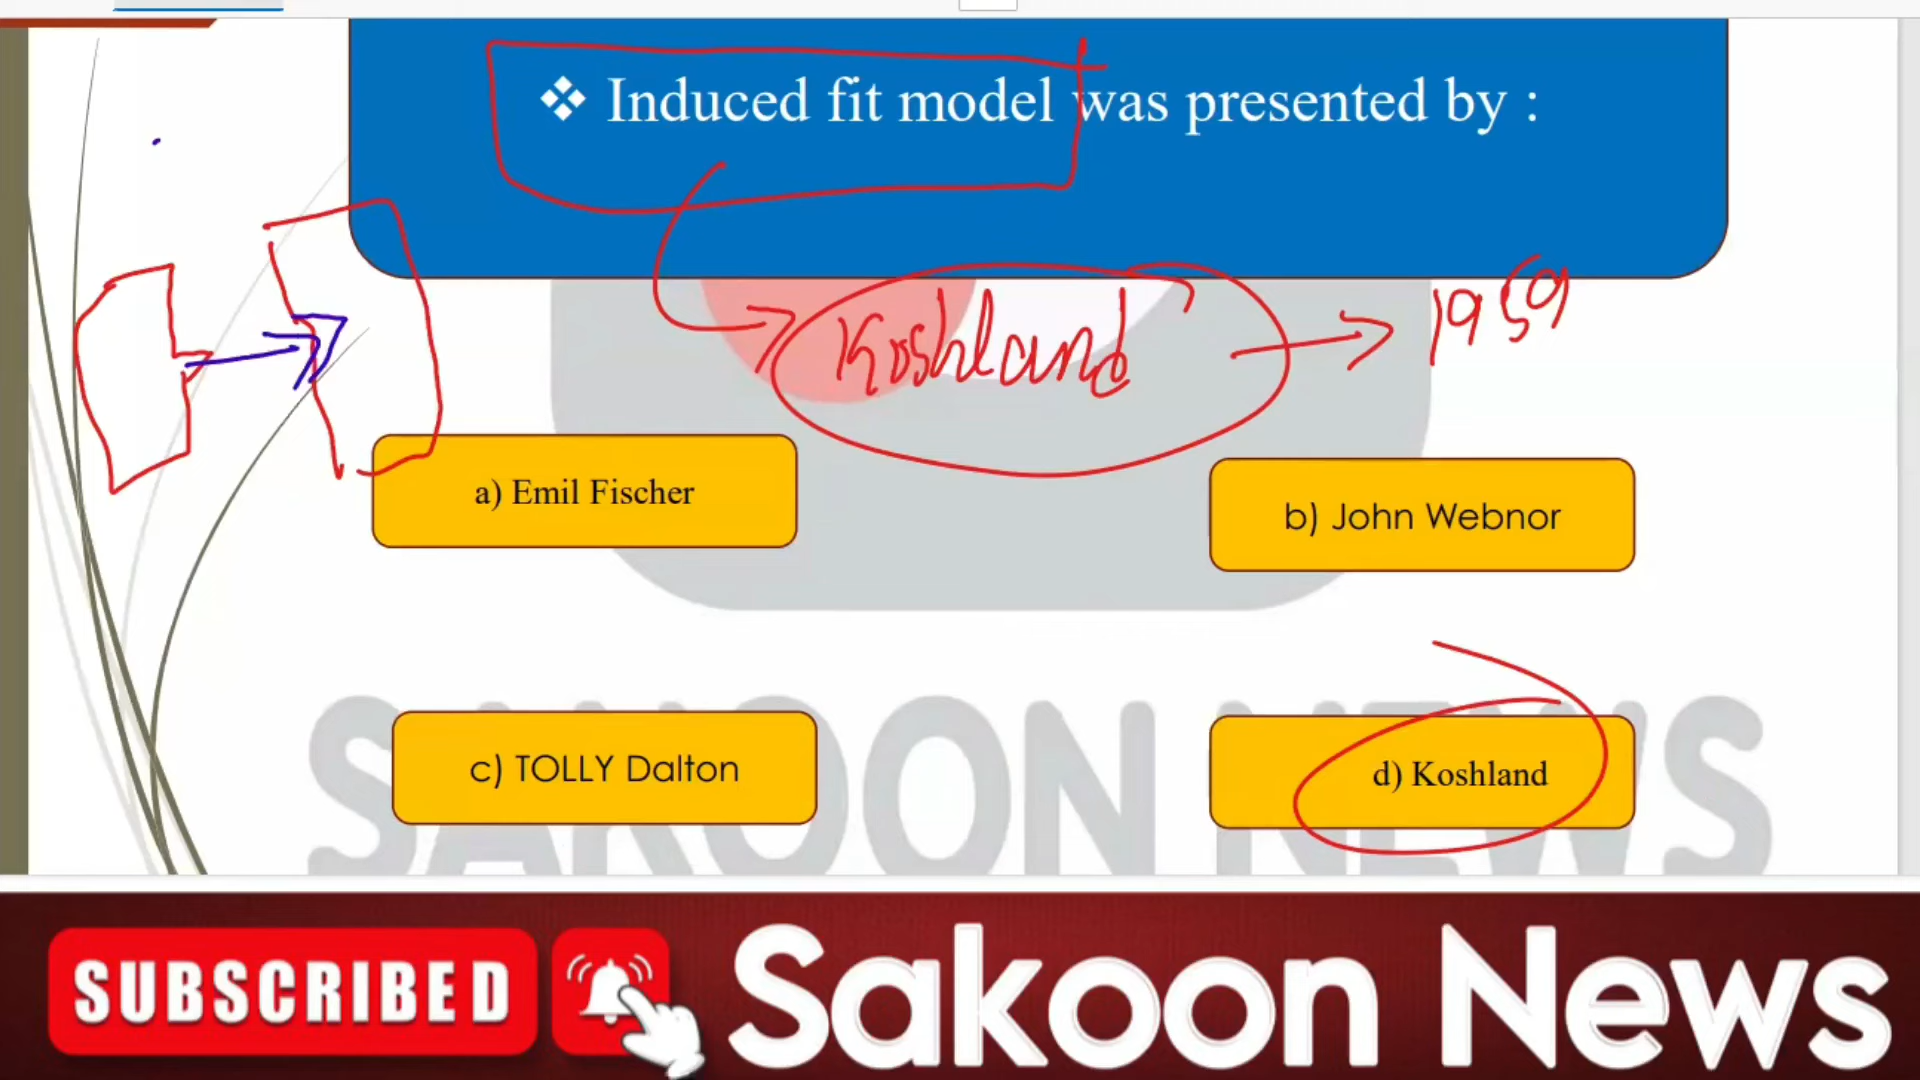 ❖ Induced fit model was presented by :
Koshland → 1959
a) Emil Fischer
b) John Webnor
c) TOLLY Dalton
d) Koshland
SAKOON NEWS
SUBSCRIBED
Sakoon News